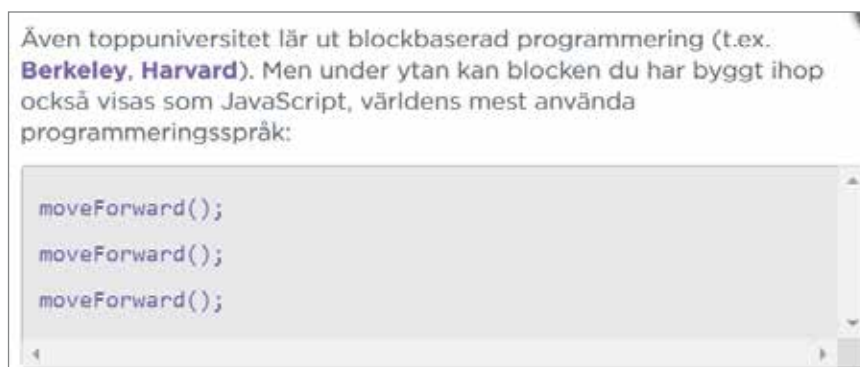 Även toppuniversitet lär ut blockbaserad programmering (t.ex.
Berkeley, Harvard). Men under ytan kan blocken du har byggt ihop
också visas som JavaScript, världens mest använda
programmeringsspråk:
moveForward();
moveForward();
moveForward();